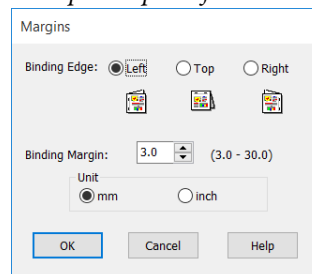 Margins
Binding Edge: Left Top Right
Binding Margin: 3.0 (3.0 - 30.0)
Unit
mm inch
OK Cancel Help